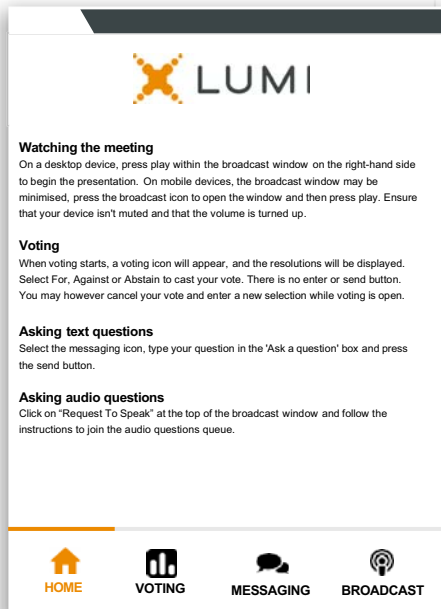 LUMI
Watching the meeting
On a desktop device, press play within the broadcast window on the right-hand side
to begin the presentation. On mobile devices, the broadcast window may be
minimised, press the broadcast icon to open the window and then press play. Ensure
that your device isn't muted and that the volume is turned up.
Voting
When voting starts, a voting icon will appear, and the resolutions will be displayed.
Select For, Against or Abstain to cast your vote. There is no enter or send button.
You may however cancel your vote and enter a new selection while voting is open.
Asking text questions
Select the messaging icon, type your question in the 'Ask a question' box and press
the send button.
Asking audio questions
Click on “Request To Speak” at the top of the broadcast window and follow the
instructions to join the audio questions queue.
HOME VOTING MESSAGING BROADCAST